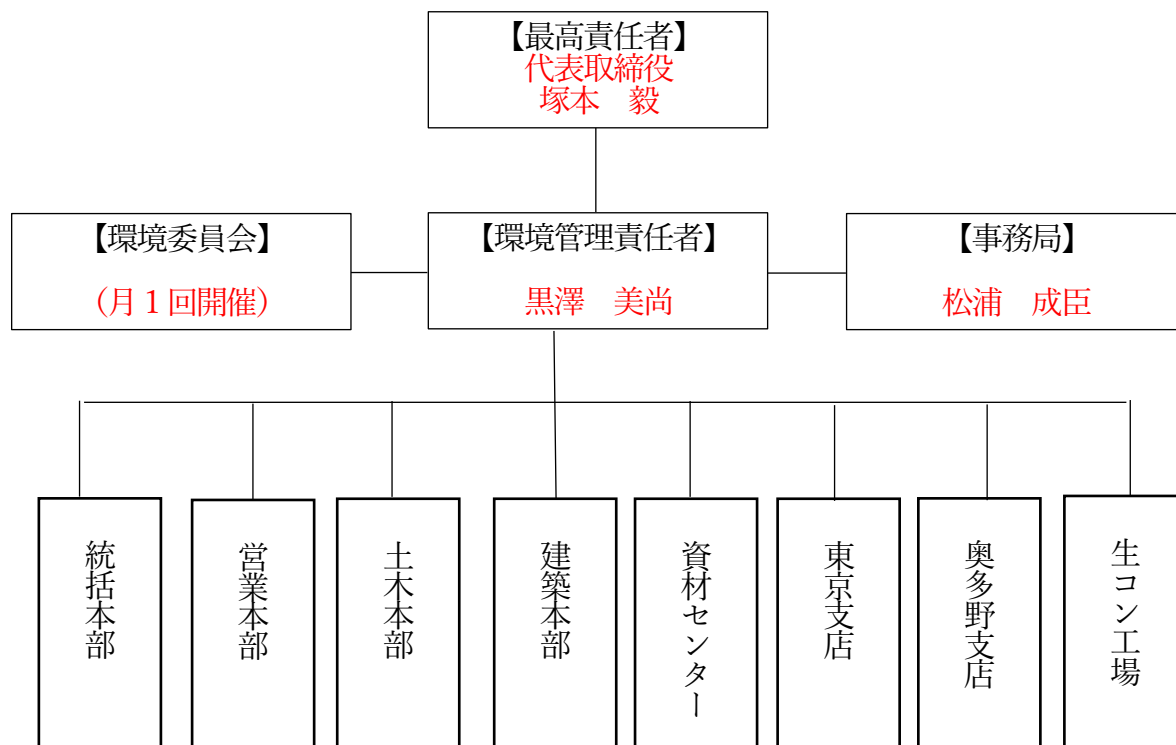 【最高責任者】
代表取締役
塚本　毅
【環境委員会】
（月１回開催）
【環境管理責任者】
黒澤　美尚
【事務局】
松浦　成臣
統括本部
営業本部
土木本部
建築本部
資材センター
東京支店
奥多野支店
生コン工場